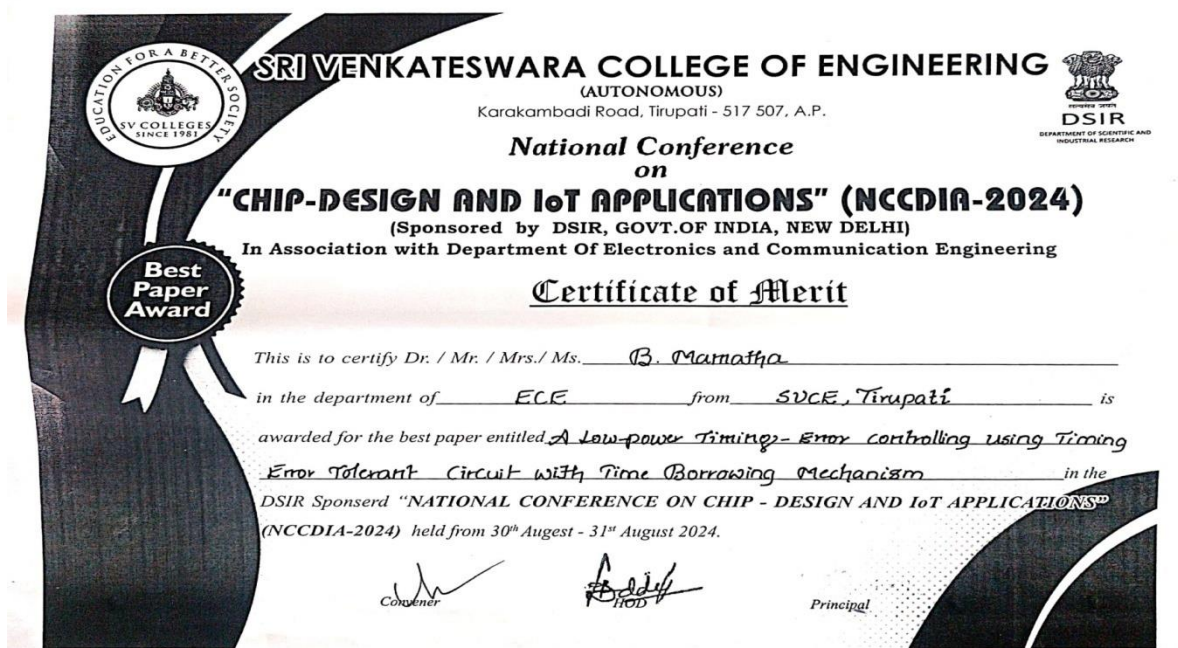 EDUCATION FOR A BETTER SOCIETY
SV COLLEGES
SINCE 1981
SRI VENKATESWARA COLLEGE OF ENGINEERING
(AUTONOMOUS)
Karakambadi Road, Tirupati - 517 507, A.P.
सत्यमेव जयते
DSIR
DEPARTMENT OF SCIENTIFIC AND
INDUSTRIAL RESEARCH
National Conference
on
"CHIP-DESIGN AND IoT APPLICATIONS" (NCCDIA-2024)
(Sponsored by DSIR, GOVT.OF INDIA, NEW DELHI)
In Association with Department Of Electronics and Communication Engineering
Best
Paper
Award
Certificate of Merit
This is to certify Dr. / Mr. / Mrs./ Ms. B. Mamatha
in the department of ECE from SVCE, Tirupati is
awarded for the best paper entitled A Low-power Timing-Error controlling using Timing
Error Tolerant Circuit with Time Borrowing Mechanism in the
DSIR Sponserd "NATIONAL CONFERENCE ON CHIP - DESIGN AND IoT APPLICATIONS"
(NCCDIA-2024) held from 30th Augest - 31st August 2024.
Convener HOD Principal